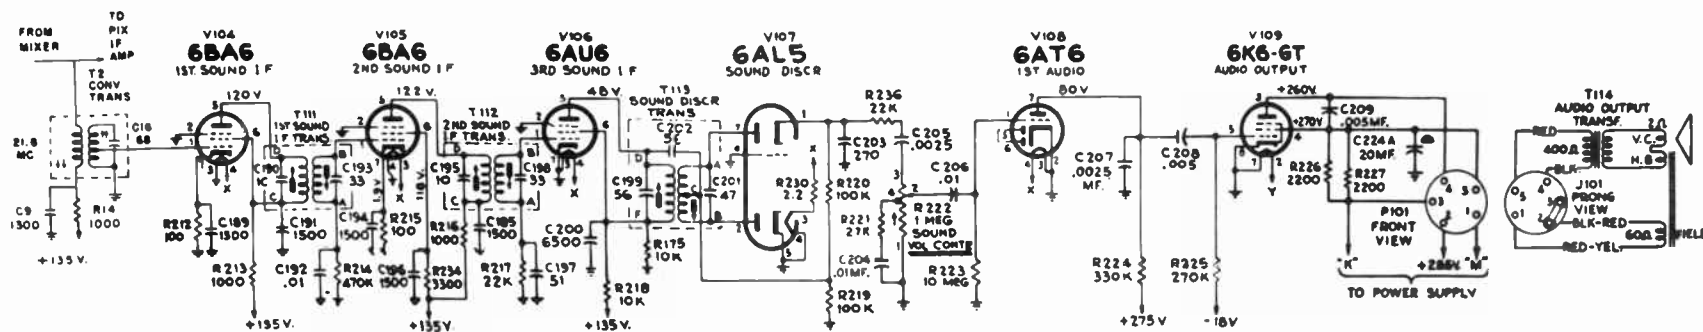 FROM
MIXER
TO
PIX
IF
AMP
T2
CONV
TRANS
C16
68
21.8
MC
C9
1300
R14
1000
+135V.
V104
6BA6
1ST. SOUND I F
120V
T111
1ST SOUND
I F TRANS
C190
10
C193
33
R212
100
C189
1300
C191
1500
R213
1000
C192
.01
R214
470K
+135V.
V105
6BA6
2ND SOUND I F
122V.
T112
2ND SOUND
I F TRANS
C195
10
C198
33
C194
1500
R215
100
R216
1000
C185
1500
C196
1500
R234
3300
R217
22K
C197
51
+135V.
V106
6AU6
3RD SOUND I F
48V.
T113
SOUND DISCR
TRANS
C202
56
C199
56
C201
47
C200
6500
R175
10K
R218
10K
+135V.
V107
6AL5
SOUND DISCR
R230
2.2
R220
100K
R219
100K
R236
22K
C203
270
C205
.0025
C206
.01
R221
27K
R222
1 MEG
SOUND
VOL CONT
C204
.01MF.
R223
10 MEG
V108
6AT6
1ST AUDIO
80V
C207
.0025
MF.
C208
.005
R224
330K
R225
270K
+275V
-18V
V109
6K6-GT
AUDIO OUTPUT
+260V.
C209
.005MF.
+270V
C224A
20MF.
R226
2200
R227
2200
P101
FRONT
VIEW
"K"
+285V.
"M"
TO POWER SUPPLY
T114
AUDIO OUTPUT
TRANSF.
RED
400Ω
BLK.
2Ω
V.C.
H.B
J101
PRONG
VIEW
BLK-RED
RED-YEL.
60Ω
FIELD